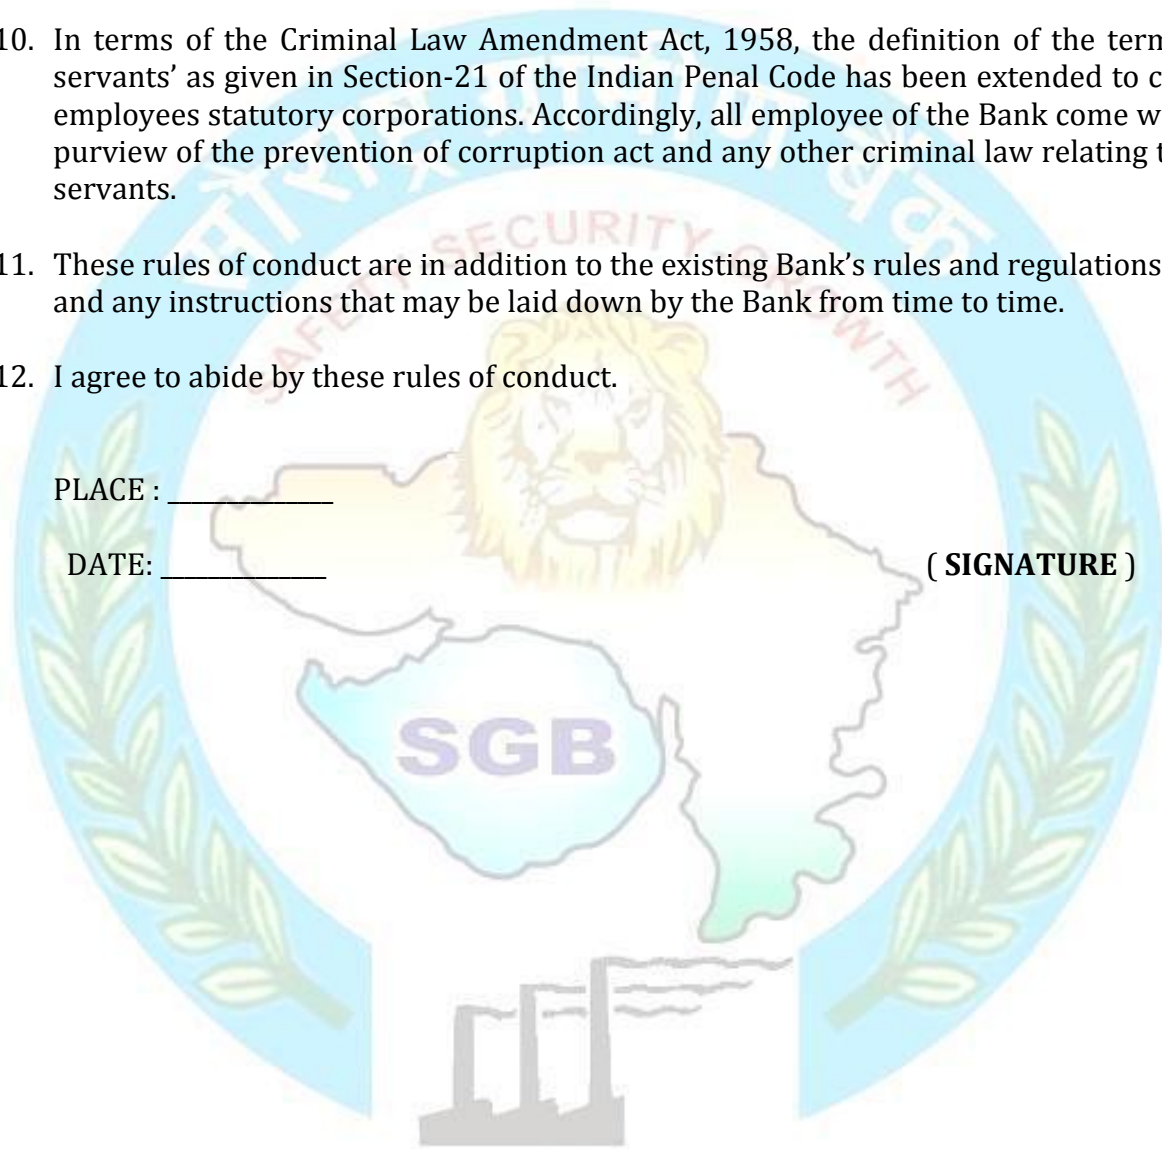 सौराष्ट्र ग्रामीण बेंक
SAFETY SECURITY GROWTH
10. In terms of the Criminal Law Amendment Act, 1958, the definition of the term
servants’ as given in Section-21 of the Indian Penal Code has been extended to
employees statutory corporations. Accordingly, all employee of the Bank come
purview of the prevention of corruption act and any other criminal law relating
servants.
11. These rules of conduct are in addition to the existing Bank’s rules and regulations
and any instructions that may be laid down by the Bank from time to time.
12. I agree to abide by these rules of conduct.
PLACE : ______________
DATE: ______________ ( SIGNATURE )
SGB